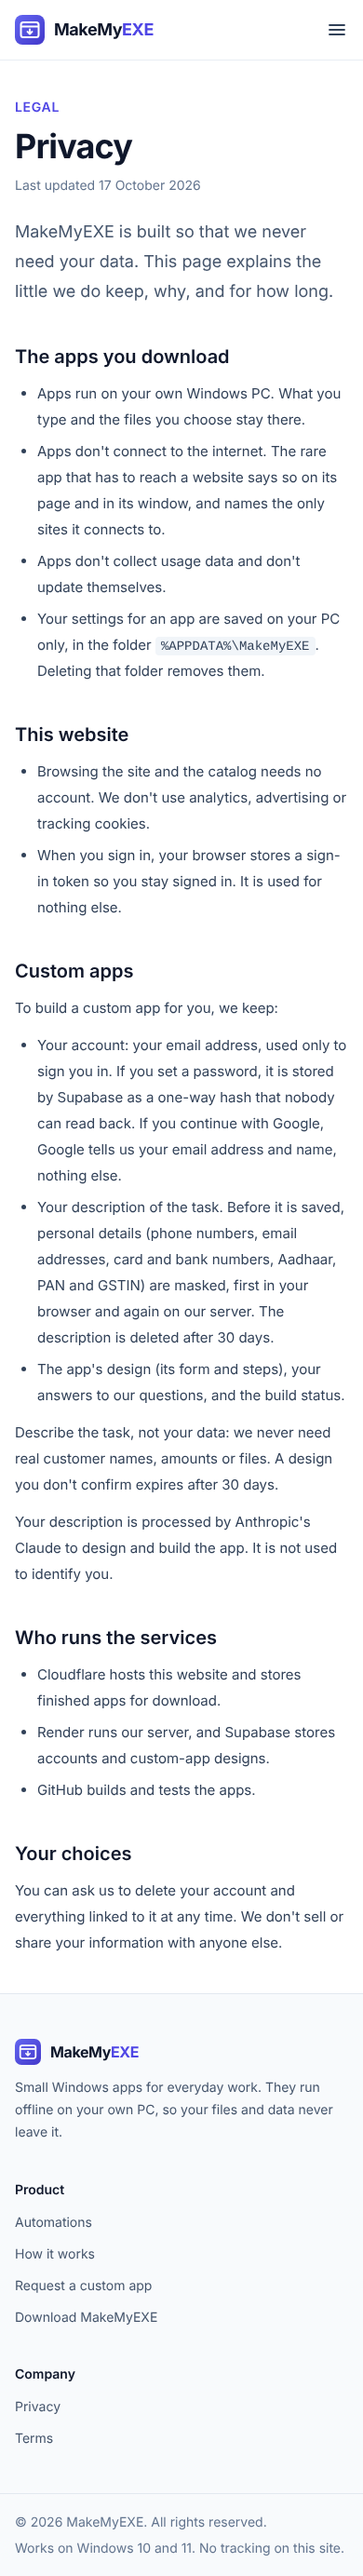 MakeMyEXE
LEGAL
Privacy
Last updated 17 October 2026
MakeMyEXE is built so that we never
need your data. This page explains the
little we do keep, why, and for how long.
The apps you download
• Apps run on your own Windows PC. What you
type and the files you choose stay there.
• Apps don't connect to the internet. The rare
app that has to reach a website says so on its
page and in its window, and names the only
sites it connects to.
• Apps don't collect usage data and don't
update themselves.
• Your settings for an app are saved on your PC
only, in the folder %APPDATA%\MakeMyEXE.
Deleting that folder removes them.
This website
• Browsing the site and the catalog needs no
account. We don't use analytics, advertising or
tracking cookies.
• When you sign in, your browser stores a sign-
in token so you stay signed in. It is used for
nothing else.
Custom apps
To build a custom app for you, we keep:
• Your account: your email address, used only to
sign you in. If you set a password, it is stored
by Supabase as a one-way hash that nobody
can read back. If you continue with Google,
Google tells us your email address and name,
nothing else.
• Your description of the task. Before it is saved,
personal details (phone numbers, email
addresses, card and bank numbers, Aadhaar,
PAN and GSTIN) are masked, first in your
browser and again on our server. The
description is deleted after 30 days.
• The app's design (its form and steps), your
answers to our questions, and the build status.
Describe the task, not your data: we never need
real customer names, amounts or files. A design
you don't confirm expires after 30 days.
Your description is processed by Anthropic's
Claude to design and build the app. It is not used
to identify you.
Who runs the services
• Cloudflare hosts this website and stores
finished apps for download.
• Render runs our server, and Supabase stores
accounts and custom-app designs.
• GitHub builds and tests the apps.
Your choices
You can ask us to delete your account and
everything linked to it at any time. We don't sell or
share your information with anyone else.
MakeMyEXE
Small Windows apps for everyday work. They run
offline on your own PC, so your files and data never
leave it.
Product
Automations
How it works
Request a custom app
Download MakeMyEXE
Company
Privacy
Terms
© 2026 MakeMyEXE. All rights reserved.
Works on Windows 10 and 11. No tracking on this site.